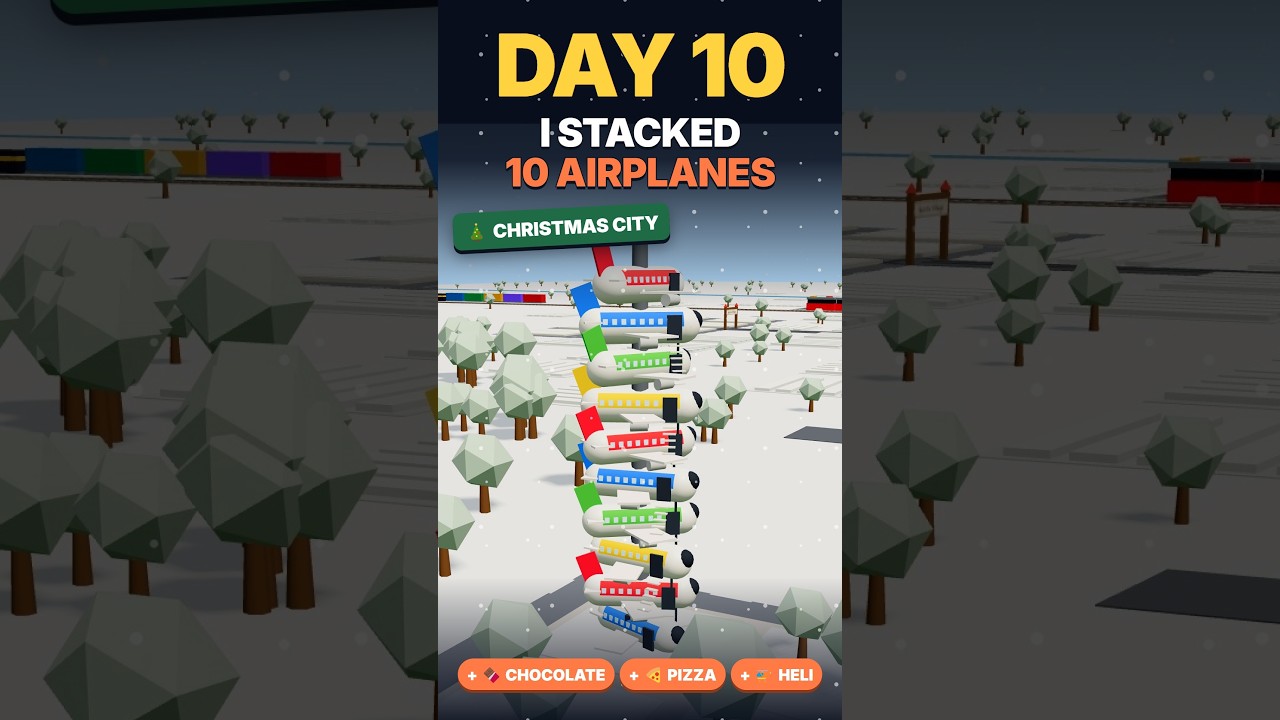 DAY 10
I STACKED
10 AIRPLANES
CHRISTMAS CITY
+ CHOCOLATE
+ PIZZA
+ HELI